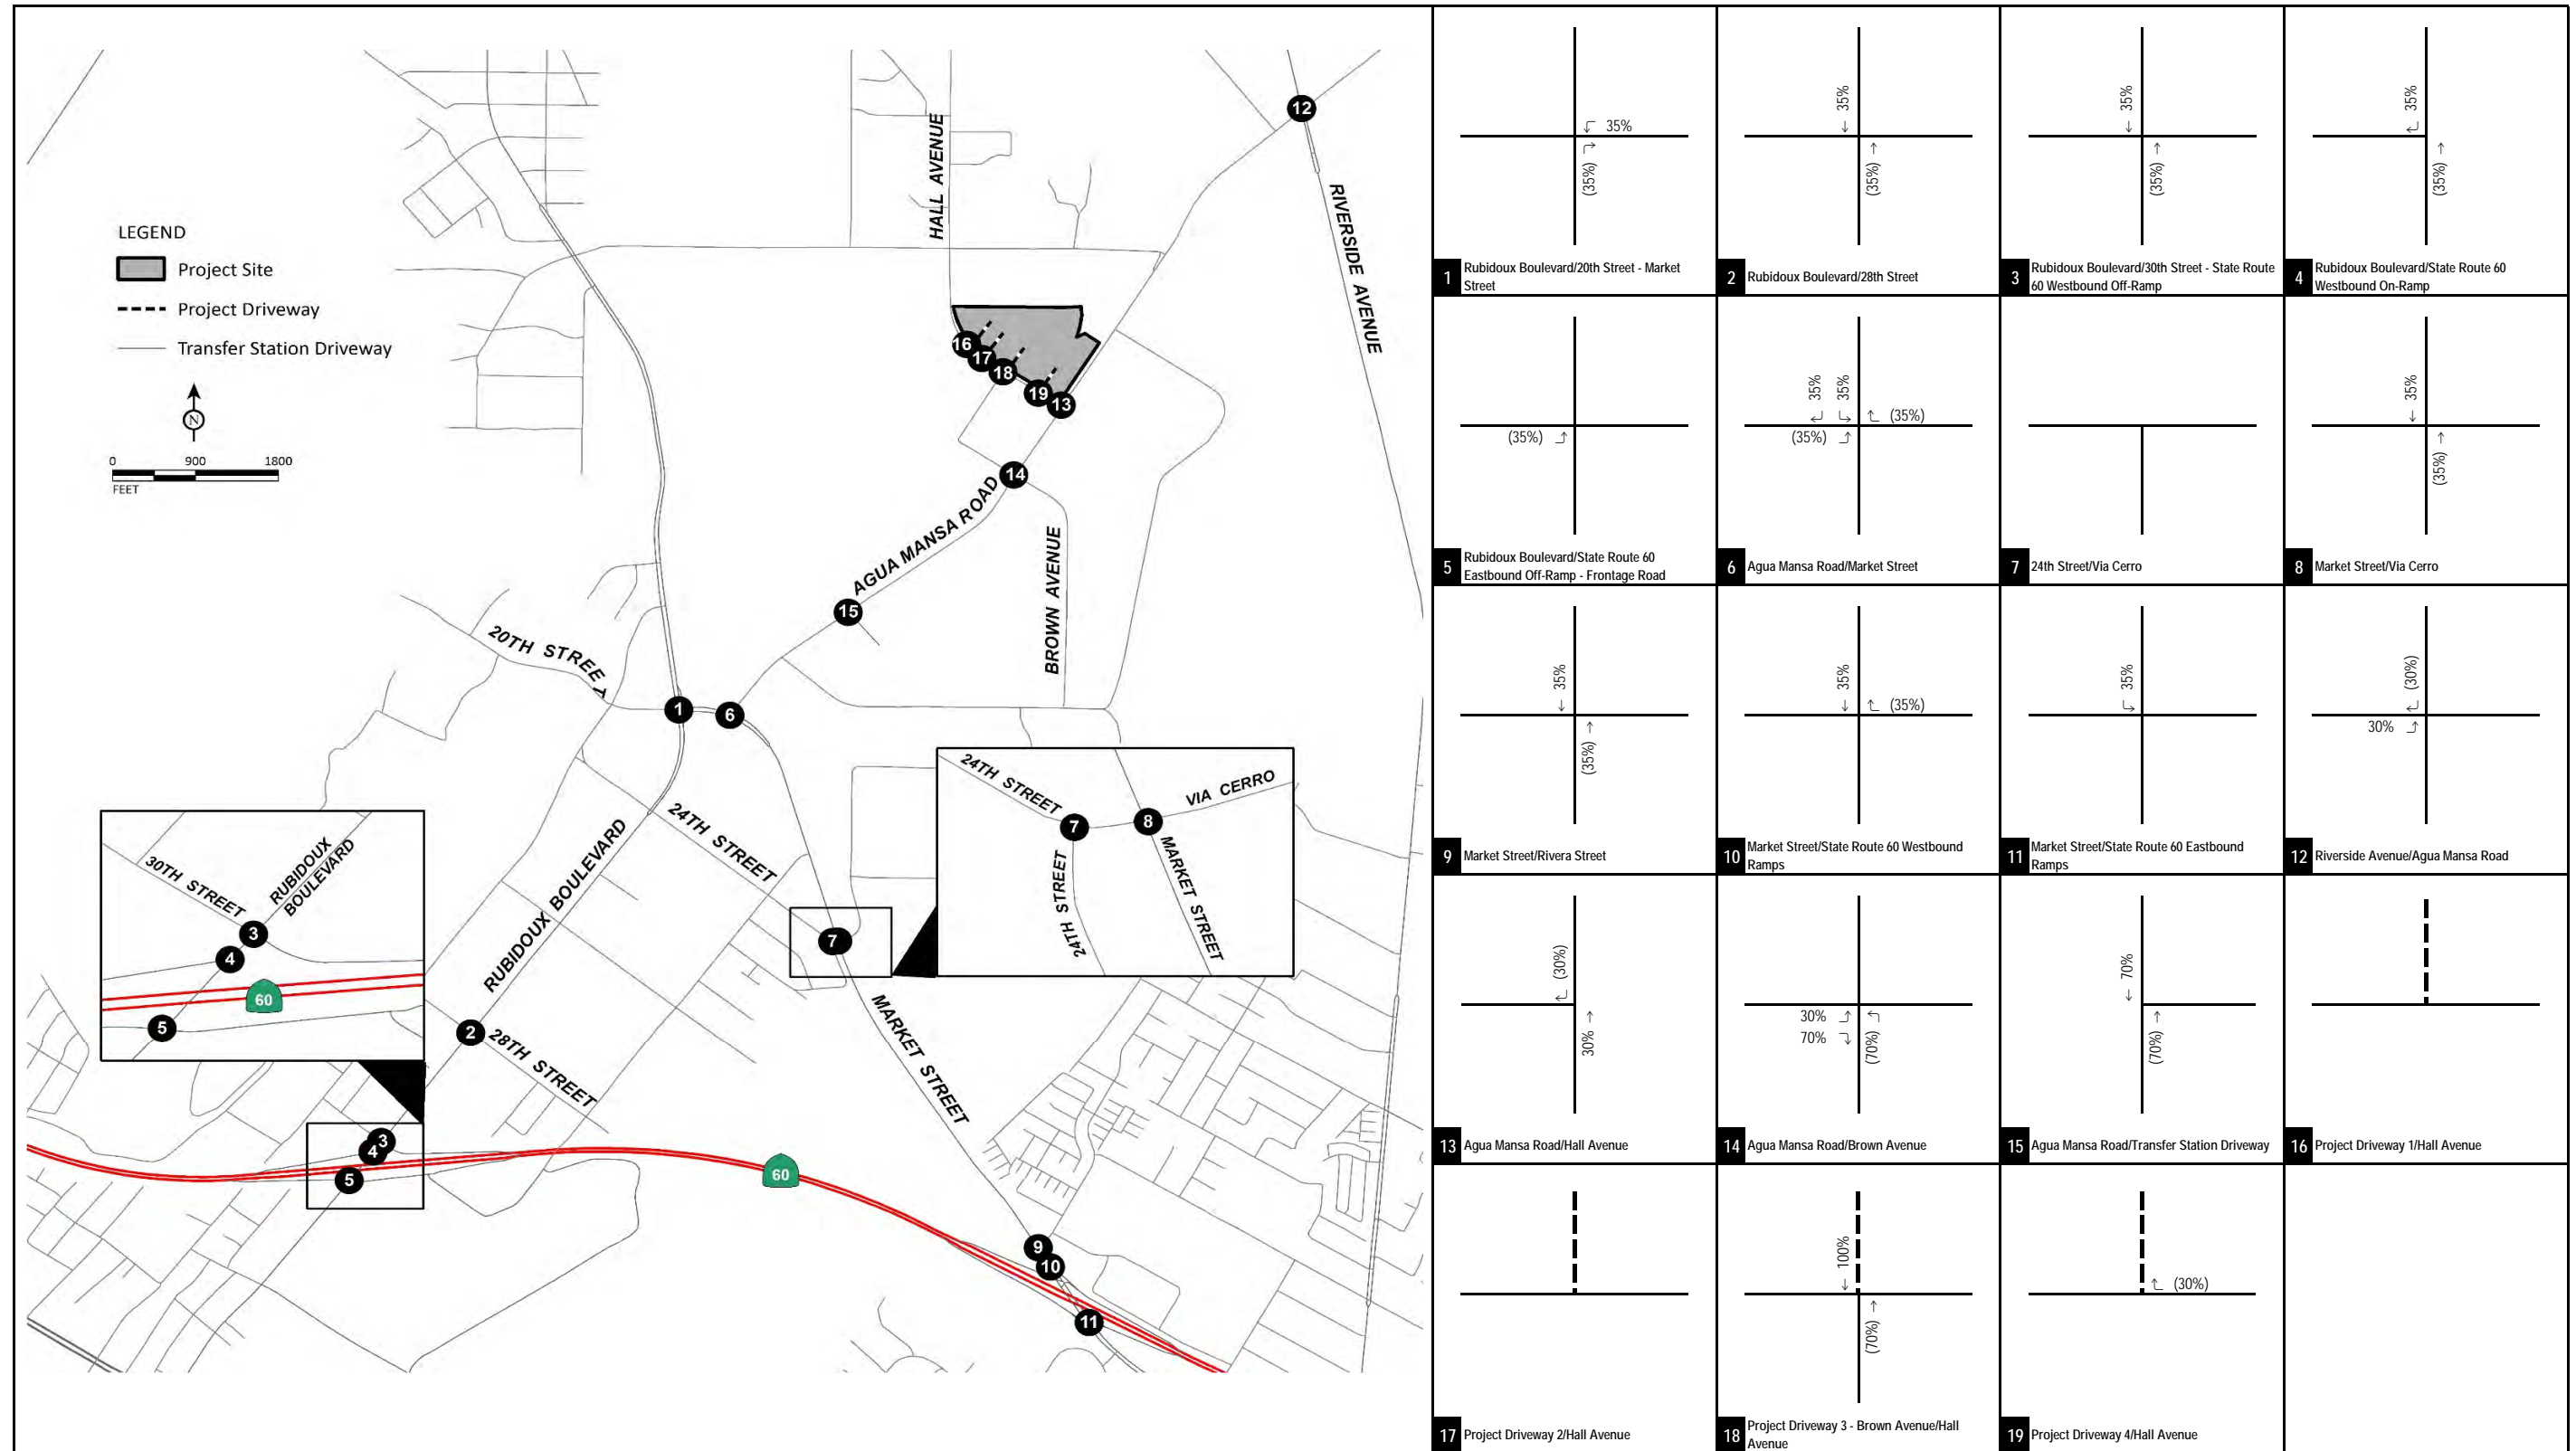 LEGEND
Project Site
Project Driveway
Transfer Station Driveway
N
0 900 1800
FEET
HALL AVENUE
RIVERSIDE AVENUE
AGUA MANSA ROAD
BROWN AVENUE
20TH STREET
RUBIDOUX BOULEVARD
24TH STREET
28TH STREET
MARKET STREET
12
16
17
18
19
13
14
15
1
6
7
2
3
4
5
9
10
11
60
30TH STREET
RUBIDOUX
BOULEVARD
3
4
5
60
24TH STREET
VIA CERRO
7
8
24TH STREET
24TH
MARKET STREET
35%
(35%)
1 Rubidoux Boulevard/20th Street - Market
Street
35%
(35%)
2 Rubidoux Boulevard/28th Street
35%
(35%)
3 Rubidoux Boulevard/30th Street - State Route
60 Westbound Off-Ramp
35%
(35%)
4 Rubidoux Boulevard/State Route 60
Westbound On-Ramp
(35%)
5 Rubidoux Boulevard/State Route 60
Eastbound Off-Ramp - Frontage Road
35% 35%
(35%)
(35%)
6 Agua Mansa Road/Market Street
7 24th Street/Via Cerro
35%
(35%)
8 Market Street/Via Cerro
35%
(35%)
9 Market Street/Rivera Street
35%
(35%)
10 Market Street/State Route 60 Westbound
Ramps
35%
11 Market Street/State Route 60 Eastbound
Ramps
(30%)
30%
12 Riverside Avenue/Agua Mansa Road
(30%)
30%
13 Agua Mansa Road/Hall Avenue
30%
70%
(70%)
14 Agua Mansa Road/Brown Avenue
70%
(70%)
15 Agua Mansa Road/Transfer Station Driveway
16 Project Driveway 1/Hall Avenue
17 Project Driveway 2/Hall Avenue
100%
(70%)
18 Project Driveway 3 - Brown Avenue/Hall
Avenue
(30%)
19 Project Driveway 4/Hall Avenue